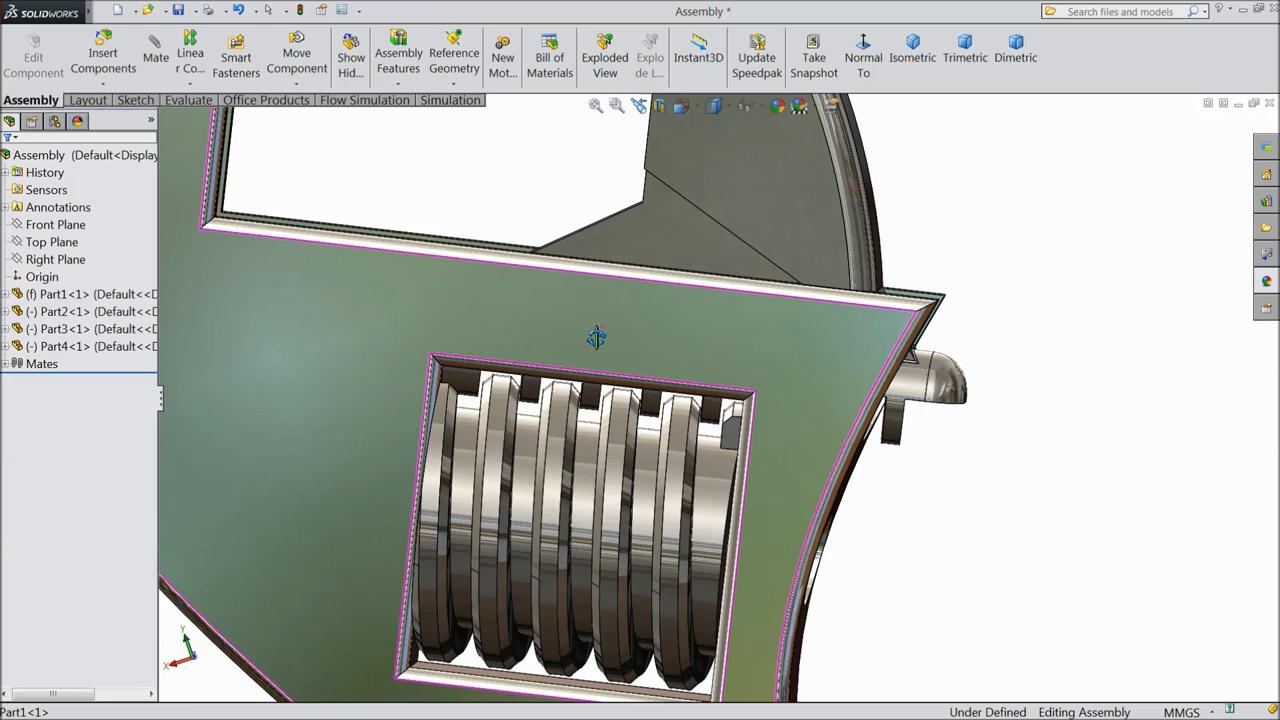 SOLIDWORKS
Assembly *
Search files and models
Edit
Component
Insert
Components
Mate
Linea
r Co...
Smart
Fasteners
Move
Component
Show
Hid...
Assembly
Features
Reference
Geometry
New
Mot...
Bill of
Materials
Exploded
View
Explo
de L...
Instant3D
Update
Speedpak
Take
Snapshot
Normal
To
Isometric
Trimetric
Dimetric
Assembly
Layout
Sketch
Evaluate
Office Products
Flow Simulation
Simulation
Assembly (Default<Display
History
Sensors
Annotations
Front Plane
Top Plane
Right Plane
Origin
(f) Part1<1> (Default<<D
(-) Part2<1> (Default<<D
(-) Part3<1> (Default<<D
(-) Part4<1> (Default<<D
Mates
Y
X
Part1<1>
Under Defined
Editing Assembly
MMGS